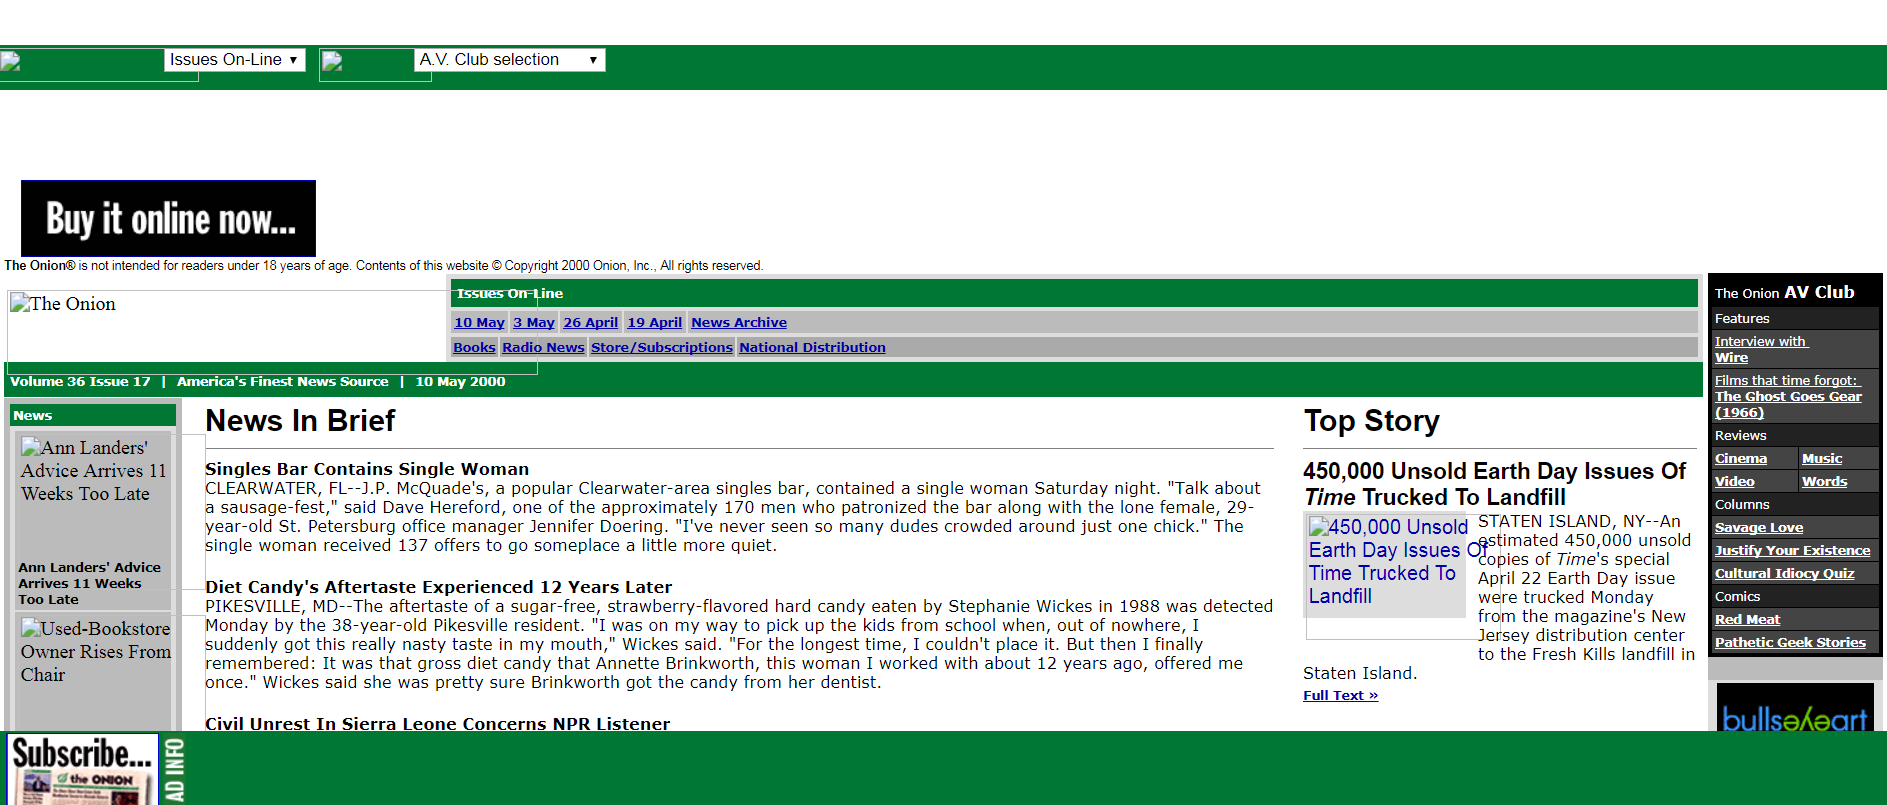 Issues On-Line
A.V. Club selection
Buy it online now...
The Onion® is not intended for readers under 18 years of age. Contents of this website © Copyright 2000 Onion, Inc., All rights reserved.
The Onion
Issues On-Line
10 May 3 May 26 April 19 April News Archive
Books Radio News Store/Subscriptions National Distribution
Volume 36 Issue 17 | America's Finest News Source | 10 May 2000
News
Ann Landers'
Advice Arrives 11
Weeks Too Late
Ann Landers' Advice
Arrives 11 Weeks
Too Late
Used-Bookstore
Owner Rises From
Chair
News In Brief
Singles Bar Contains Single Woman
CLEARWATER, FL--J.P. McQuade's, a popular Clearwater-area singles bar, contained a single woman Saturday night. "Talk about
a sausage-fest," said Dave Hereford, one of the approximately 170 men who patronized the bar along with the lone female, 29-
year-old St. Petersburg office manager Jennifer Doering. "I've never seen so many dudes crowded around just one chick." The
single woman received 137 offers to go someplace a little more quiet.
Diet Candy's Aftertaste Experienced 12 Years Later
PIKESVILLE, MD--The aftertaste of a sugar-free, strawberry-flavored hard candy eaten by Stephanie Wickes in 1988 was detected
Monday by the 38-year-old Pikesville resident. "I was on my way to pick up the kids from school when, out of nowhere, I
suddenly got this really nasty taste in my mouth," Wickes said. "For the longest time, I couldn't place it. But then I finally
remembered: It was that gross diet candy that Annette Brinkworth, this woman I worked with about 12 years ago, offered me
once." Wickes said she was pretty sure Brinkworth got the candy from her dentist.
Civil Unrest In Sierra Leone Concerns NPR Listener
Top Story
450,000 Unsold Earth Day Issues Of
Time Trucked To Landfill
450,000 Unsold
Earth Day Issues Of
Time Trucked To
Landfill
STATEN ISLAND, NY--An
estimated 450,000 unsold
copies of Time's special
April 22 Earth Day issue
were trucked Monday
from the magazine's New
Jersey distribution center
to the Fresh Kills landfill in
Staten Island.
Full Text »
The Onion AV Club
Features
Interview with
Wire
Films that time forgot:
The Ghost Goes Gear
(1966)
Reviews
Cinema Music
Video Words
Columns
Savage Love
Justify Your Existence
Cultural Idiocy Quiz
Comics
Red Meat
Pathetic Geek Stories
bullseyeart
Subscribe...
the ONION
AD INFO